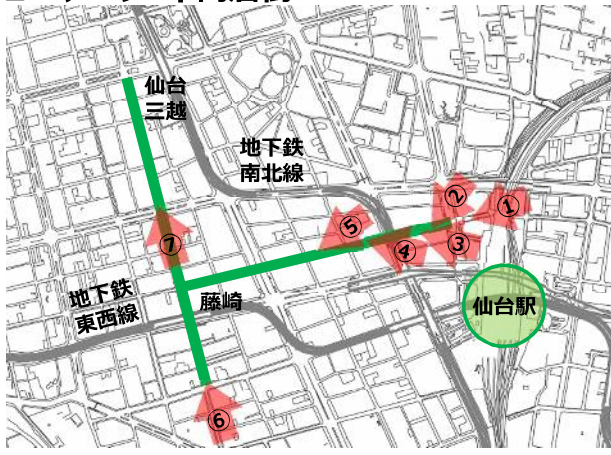 仙台
三越
地下鉄
南北線
②
①
⑤
③
④
⑦
地下鉄
東西線
藤崎
仙台駅
⑥